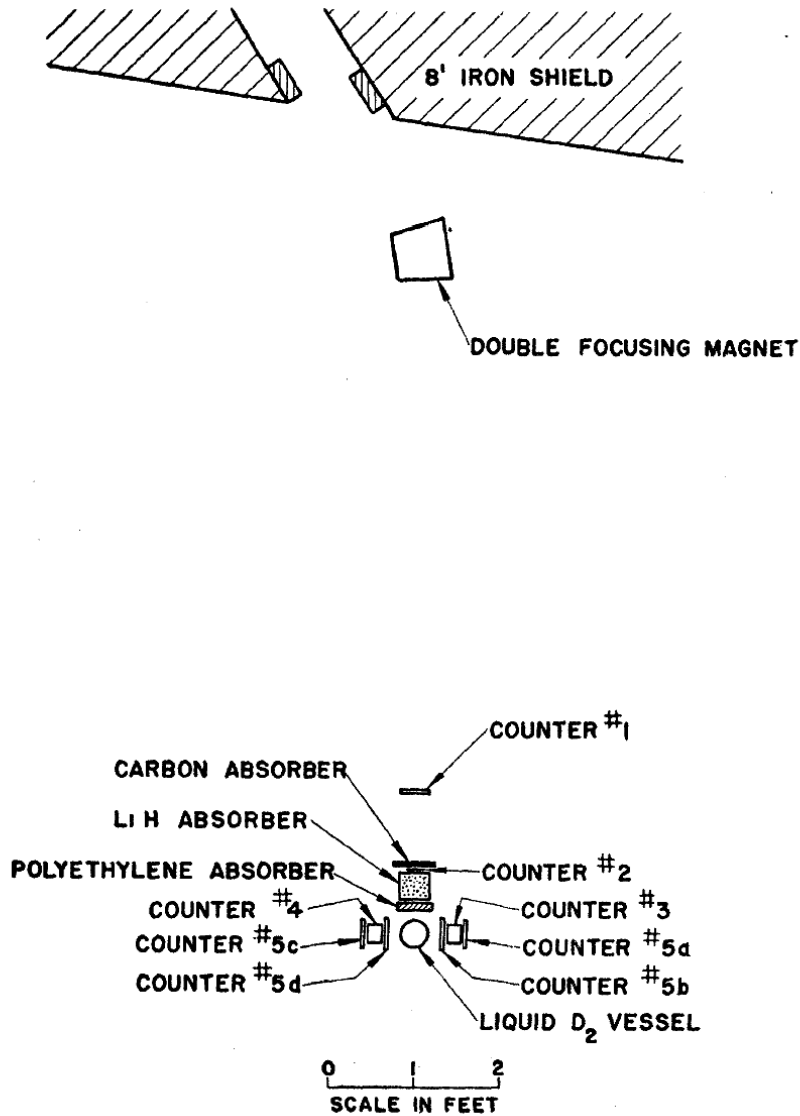 8' IRON SHIELD
DOUBLE FOCUSING MAGNET
COUNTER #1
CARBON ABSORBER
LiH ABSORBER
POLYETHYLENE ABSORBER
COUNTER #2
COUNTER #4
COUNTER #3
COUNTER #5c
COUNTER #5a
COUNTER #5d
COUNTER #5b
LIQUID D2 VESSEL
0 1 2
SCALE IN FEET